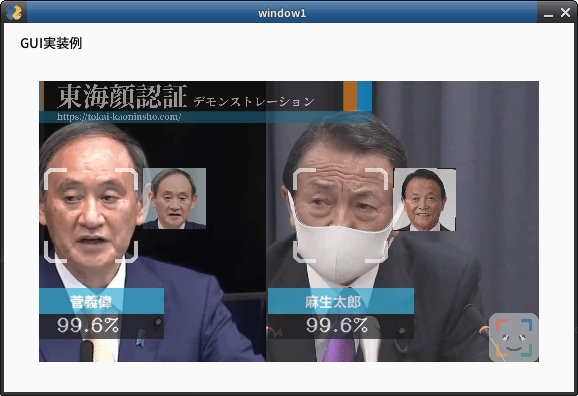 window1
GUI実装例
東海顔認証 デモンストレーション
https://tokai-kaoninsho.com/
菅義偉
99.6%
麻生太郎
99.6%